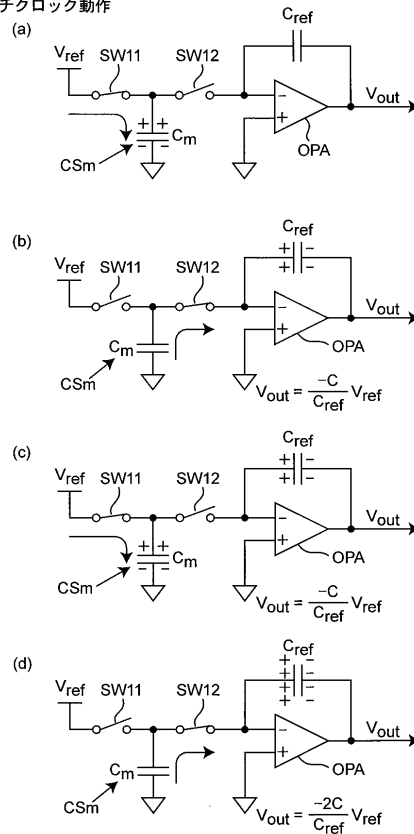 チクロック動作
(a)
Cref
Vref SW11 SW12
Vout
Cm
OPA
CSm
(b)
Cref
Vref SW11 SW12
Vout
Cm
OPA
CSm
Vout = -C/Cref Vref
(c)
Cref
Vref SW11 SW12
Vout
Cm
OPA
CSm
Vout = -C/Cref Vref
(d)
Cref
Vref SW11 SW12
Vout
Cm
OPA
CSm
Vout = -2C/Cref Vref